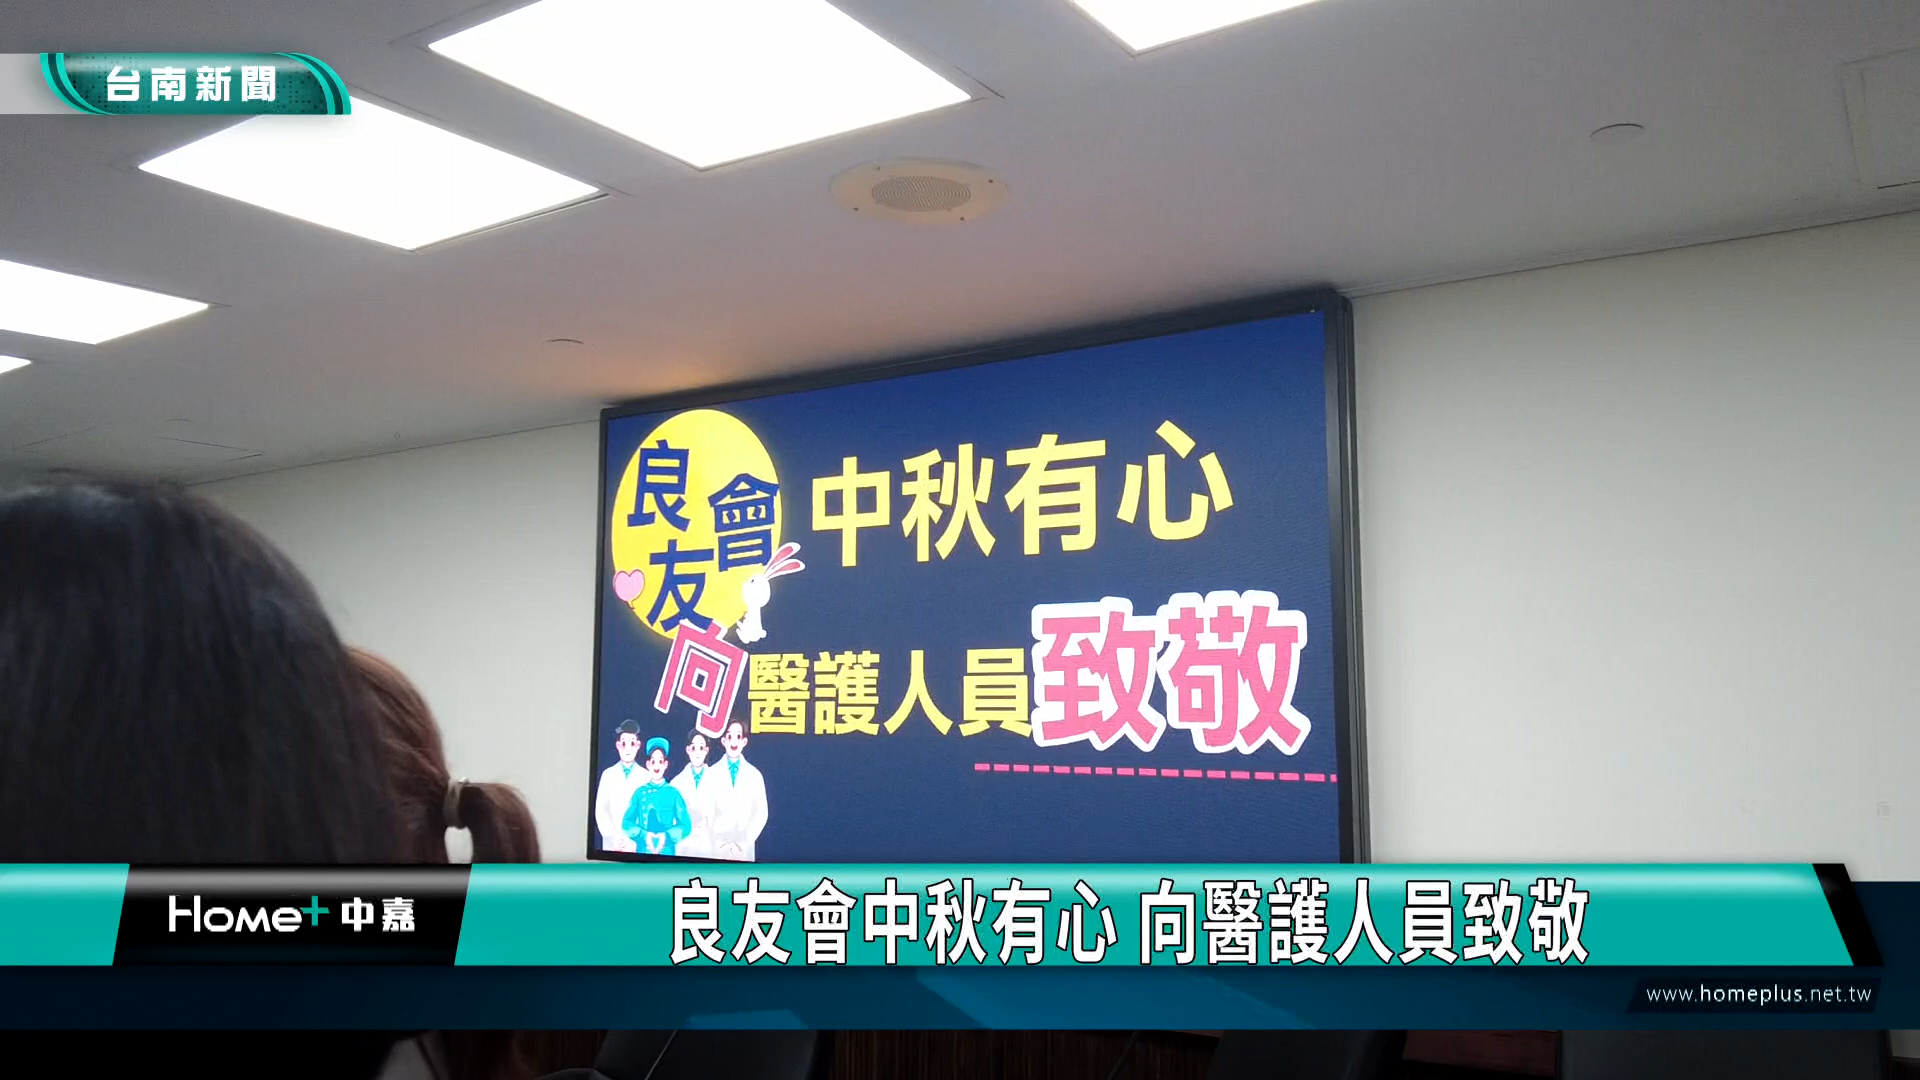 台南新聞
良友會
中秋有心
向醫護人員致敬
Home+ 中嘉
良友會中秋有心 向醫護人員致敬
www.homeplus.net.tw